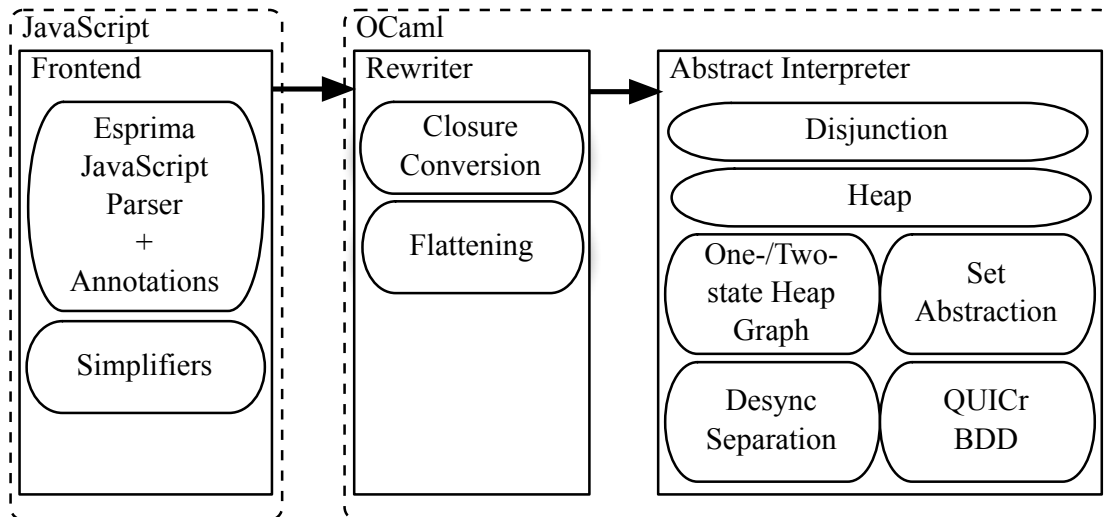 JavaScript
Frontend
Esprima
JavaScript
Parser
+
Annotations
Simplifiers
OCaml
Rewriter
Closure
Conversion
Flattening
Abstract Interpreter
Disjunction
Heap
One-/Two-
state Heap
Graph
Set
Abstraction
Desync
Separation
QUICr
BDD